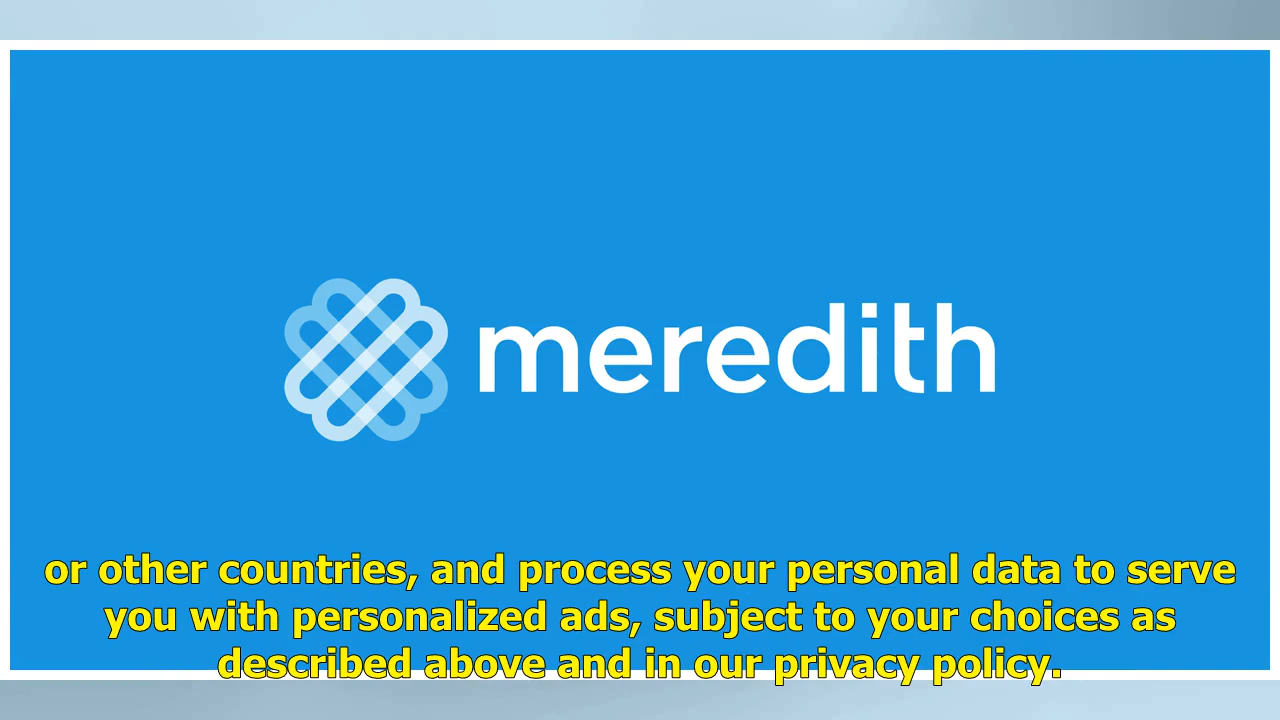 meredith
or other countries, and process your personal data to serve
you with personalized ads, subject to your choices as
described above and in our privacy policy.